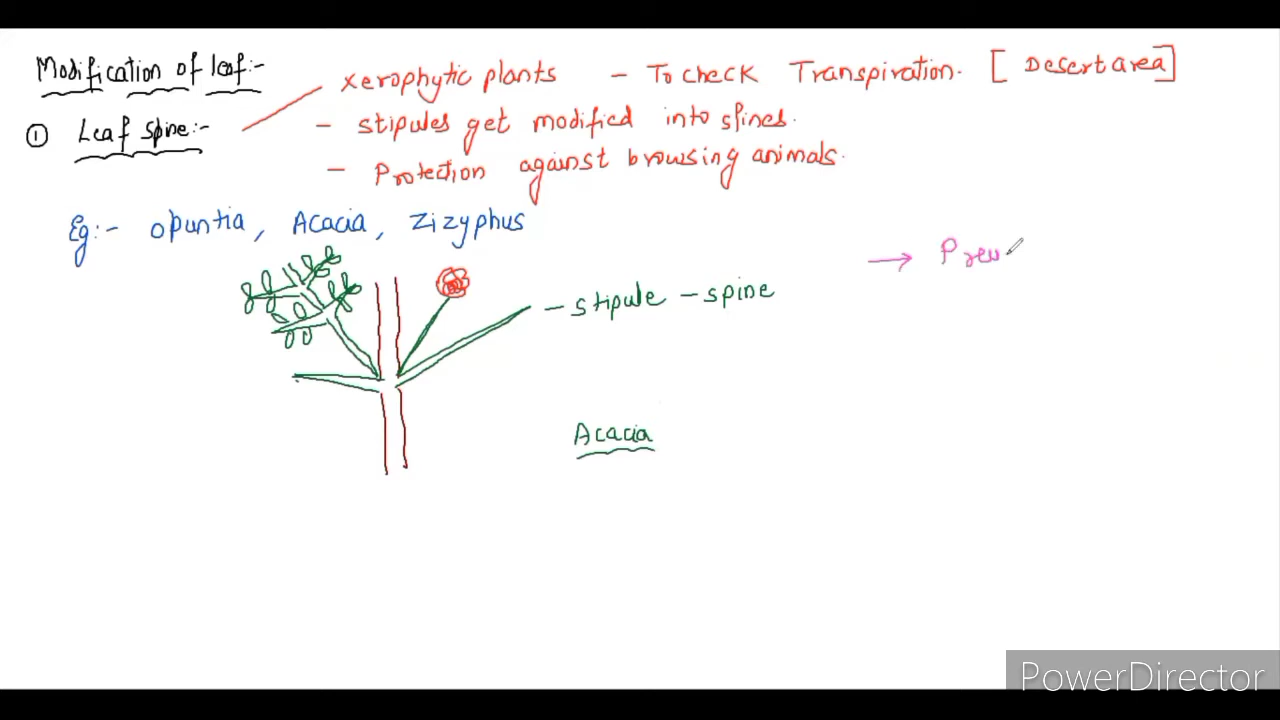 Modification of leaf:-
xerophytic plants - To check Transpiration. [Desert area]
① Leaf spine:-
- stipules get modified into spines.
- Protection against browsing animals.
Eg:- opuntia, Acacia, Zizyphus
→ Prev
- stipule - spine
Acacia
PowerDirector